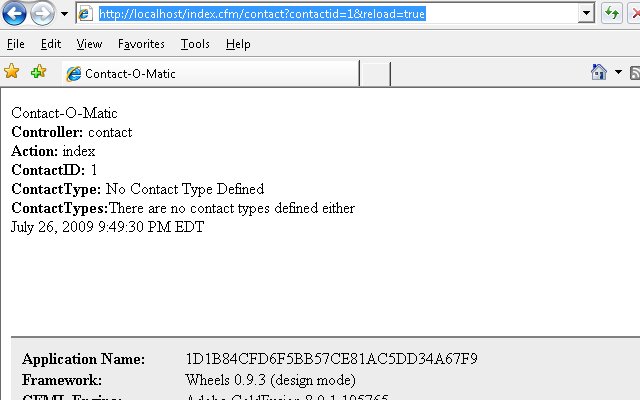 http://localhost/index.cfm/contact?contactid=1&reload=true
File Edit View Favorites Tools Help
Contact-O-Matic
Contact-O-Matic
Controller: contact
Action: index
ContactID: 1
ContactType: No Contact Type Defined
ContactTypes:There are no contact types defined either
July 26, 2009 9:49:30 PM EDT
Application Name: 1D1B84CFD6F5BB57CE81AC5DD34A67F9
Framework: Wheels 0.9.3 (design mode)
CFML Engine: Adobe ColdFusion 8.0.1.195765